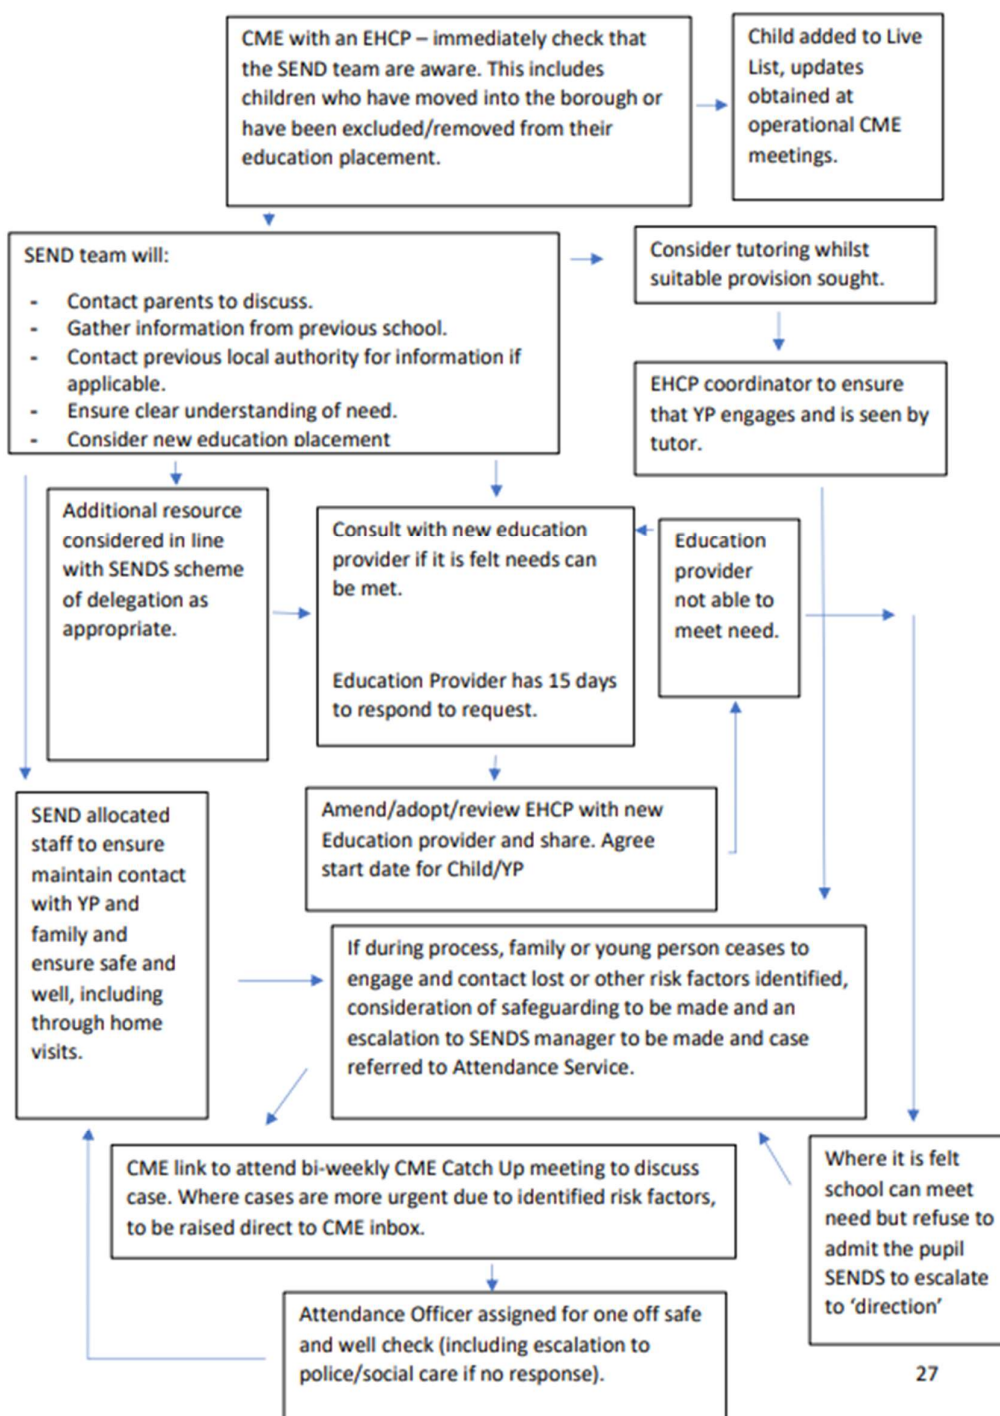 CME with an EHCP – immediately check that
the SEND team are aware. This includes
children who have moved into the borough or
have been excluded/removed from their
education placement.
Child added to Live
List, updates
obtained at
operational CME
meetings.
SEND team will:
- Contact parents to discuss.
- Gather information from previous school.
- Contact previous local authority for information if
applicable.
- Ensure clear understanding of need.
- Consider new education placement
Consider tutoring whilst
suitable provision sought.
EHCP coordinator to ensure
that YP engages and is seen by
tutor.
Additional resource
considered in line
with SENDS scheme
of delegation as
appropriate.
Consult with new education
provider if it is felt needs can
be met.
Education Provider has 15 days
to respond to request.
Education
provider
not able to
meet need.
SEND allocated
staff to ensure
maintain contact
with YP and
family and
ensure safe and
well, including
through home
visits.
Amend/adopt/review EHCP with new
Education provider and share. Agree
start date for Child/YP
If during process, family or young person ceases to
engage and contact lost or other risk factors identified,
consideration of safeguarding to be made and an
escalation to SENDS manager to be made and case
referred to Attendance Service.
CME link to attend bi-weekly CME Catch Up meeting to discuss
case. Where cases are more urgent due to identified risk factors,
to be raised direct to CME inbox.
Where it is felt
school can meet
need but refuse to
admit the pupil
SENDS to escalate
to ‘direction’
Attendance Officer assigned for one off safe
and well check (including escalation to
police/social care if no response).
27